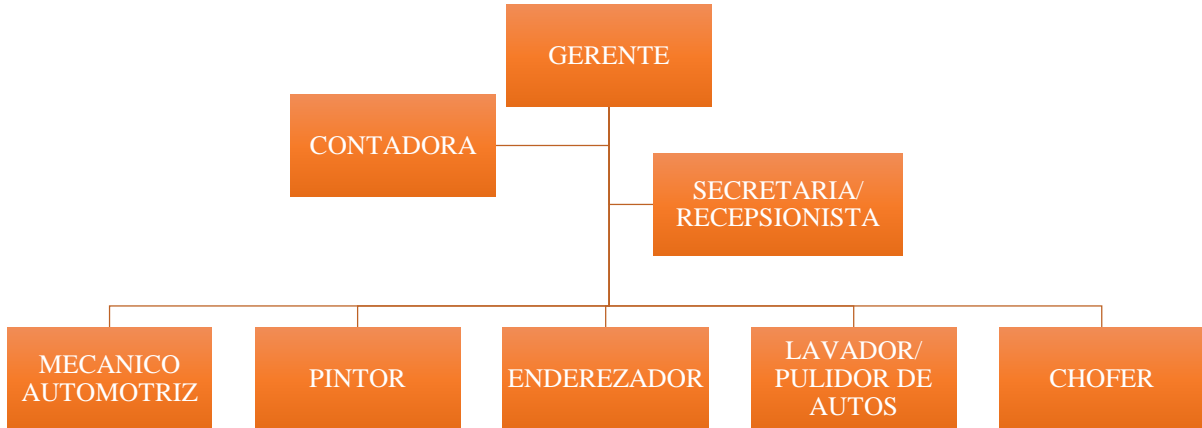 GERENTE
CONTADORA
SECRETARIA/
RECEPSIONISTA
MECANICO
AUTOMOTRIZ
PINTOR
ENDEREZADOR
LAVADOR/
PULIDOR DE
AUTOS
CHOFER